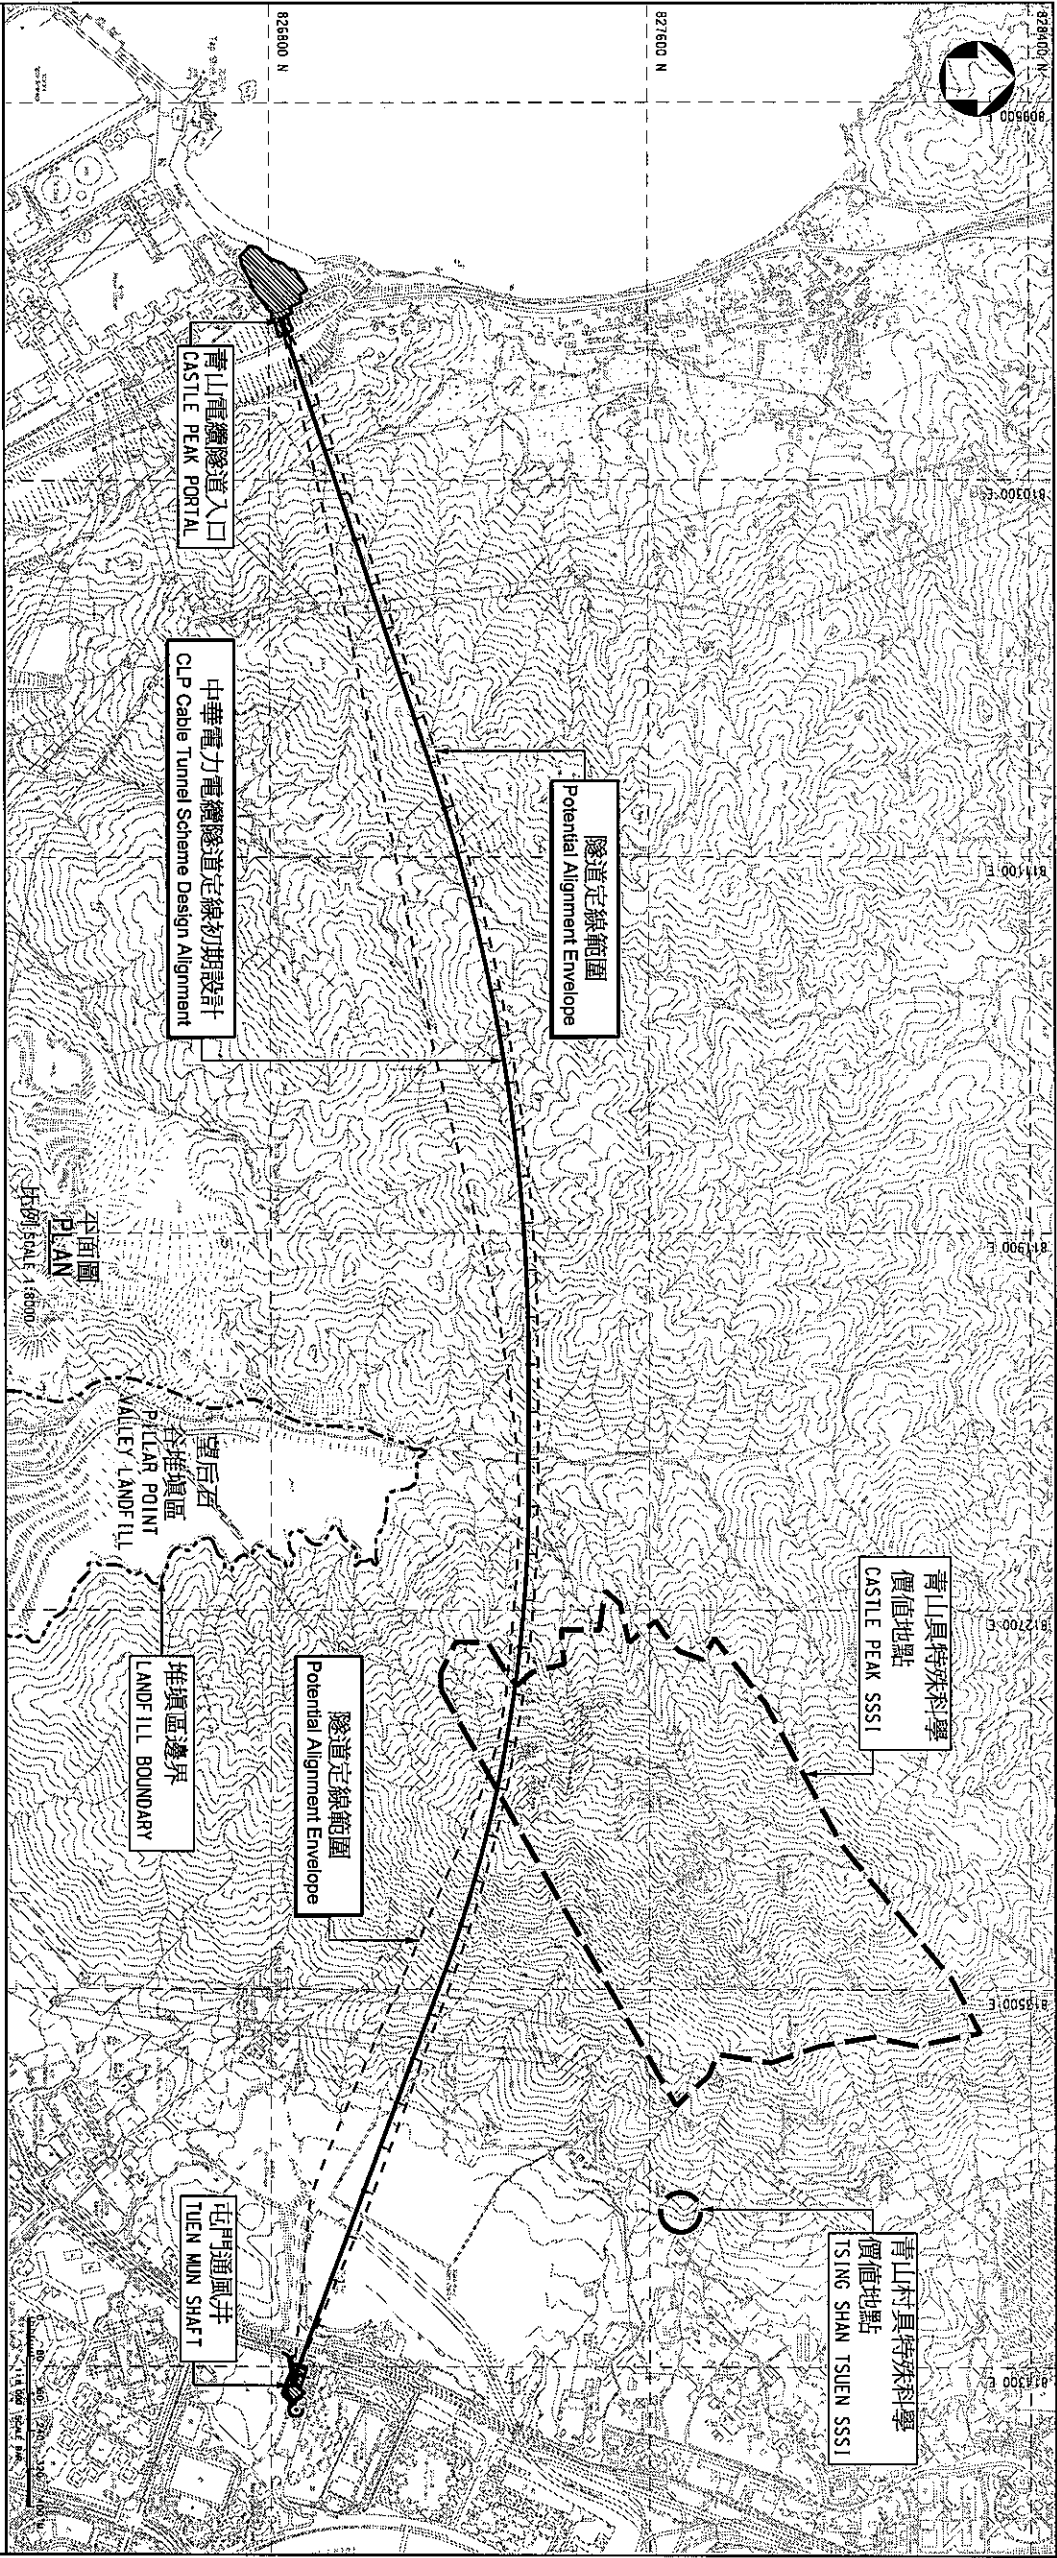 828400 N
827600 N
826800 N
809500 E
810300 E
811100 E
811900 E
812700 E
813500 E
814300 E
青山電纜隧道入口
CASTLE PEAK PORTAL
中華電力電纜隧道定線初期設計
CLP Cable Tunnel Scheme Design Alignment
隧道定線範圍
Potential Alignment Envelope
平面圖
PLAN
比例 SCALE 1:8000
望后石
谷堆填區
PILLAR POINT
VALLEY LANDFILL
堆填區邊界
LANDFILL BOUNDARY
隧道定線範圍
Potential Alignment Envelope
青山具特殊科學
價值地點
CASTLE PEAK SSSI
青山村具特殊科學
價值地點
TSING SHAN TSUEN SSSI
屯門通風井
TUEN MUN SHAFT